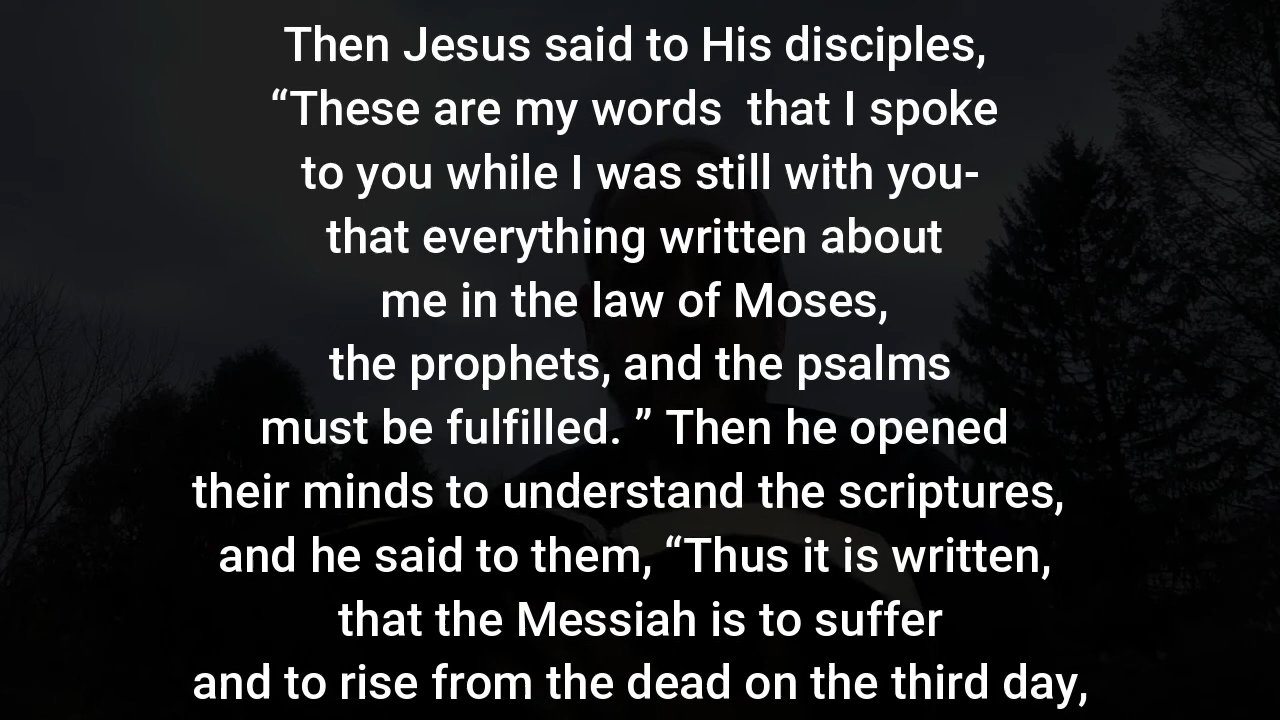 Then Jesus said to His disciples,
“These are my words  that I spoke
to you while I was still with you-
that everything written about
me in the law of Moses,
the prophets, and the psalms
must be fulfilled. ” Then he opened
their minds to understand the scriptures,
and he said to them, “Thus it is written,
that the Messiah is to suffer
and to rise from the dead on the third day,